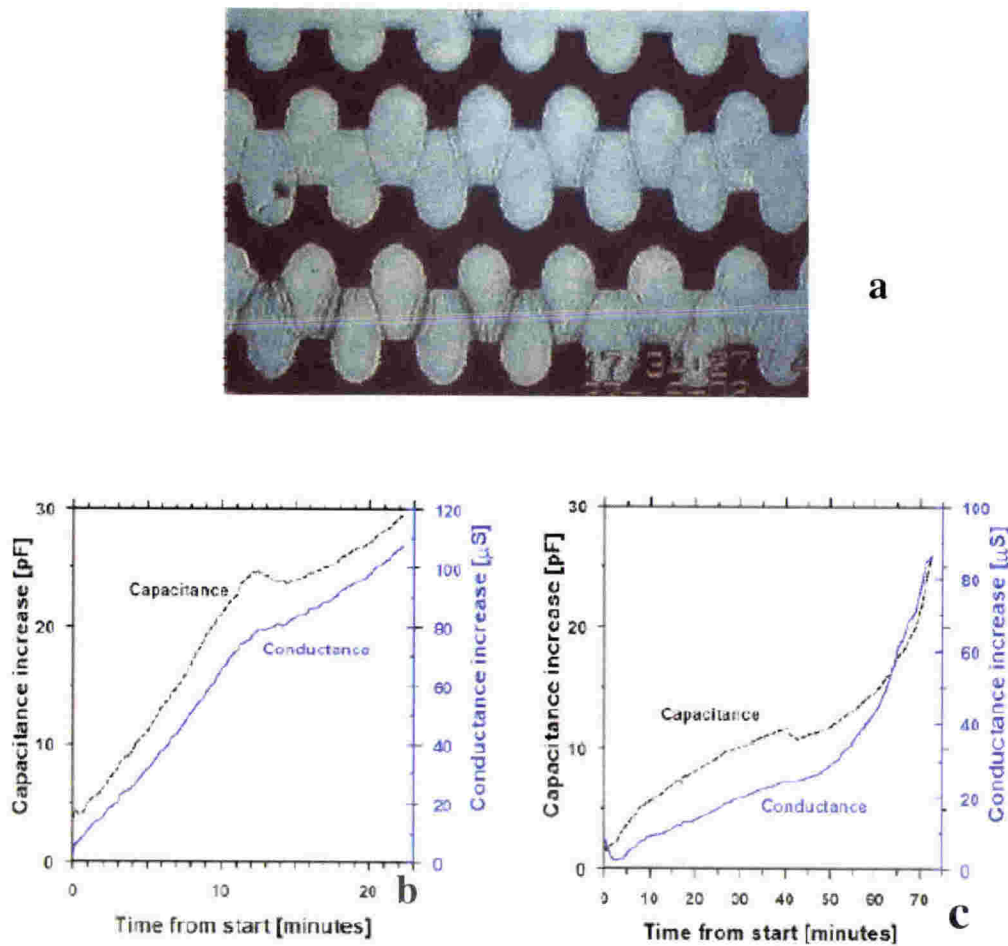 a
30
20
10
0
Capacitance increase [pF]
Capacitance
Conductance
120
100
80
60
40
20
0
Conductance increase [µS]
0
10
20
b
Time from start [minutes]
30
20
10
0
Capacitance increase [pF]
Capacitance
Conductance
100
80
60
40
20
0
Conductance increase [µS]
0 10 20 30 40 50 60 70
c
Time from start [minutes]